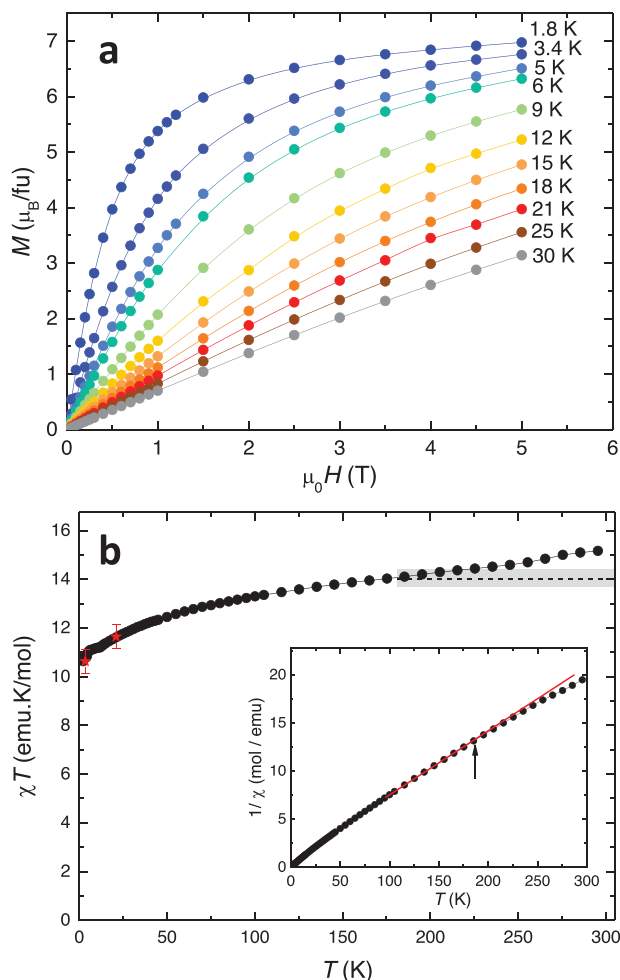 a
7
6
5
4
3
2
1
0
M (μB/fu)
1.8 K
3.4 K
5 K
6 K
9 K
12 K
15 K
18 K
21 K
25 K
30 K
0 1 2 3 4 5 6
μ0H (T)
b
16
14
12
10
8
6
4
2
0
χT (emu.K/mol)
20
15
10
5
0
1/ χ (mol / emu)
0 50 100 150 200 250 300
T (K)
0 50 100 150 200 250 300
T (K)